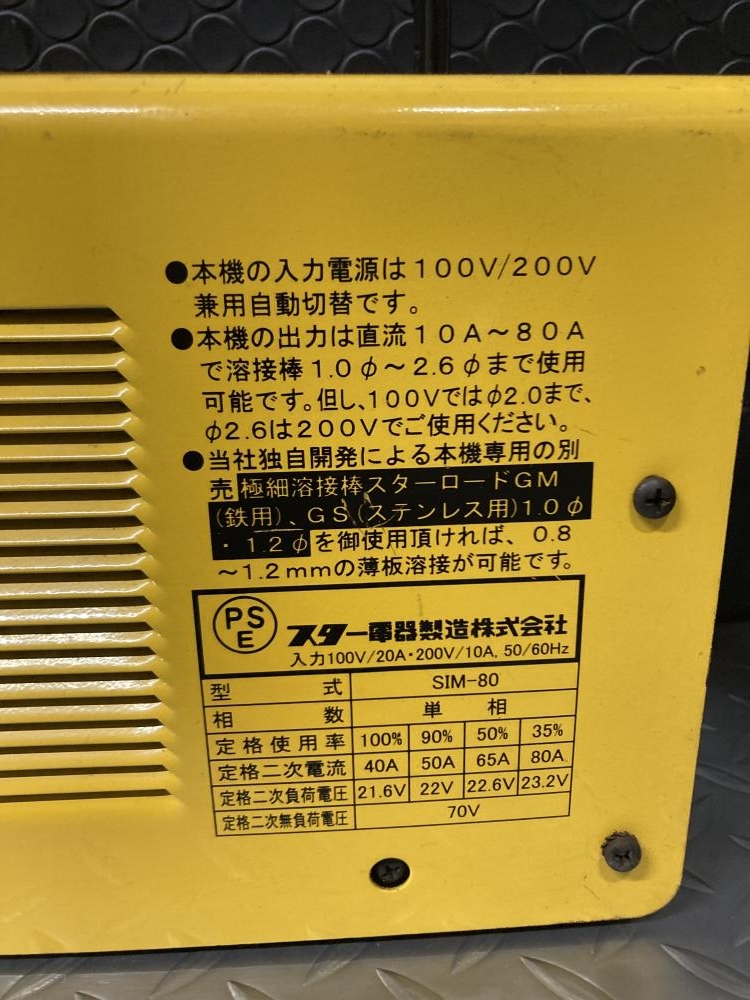 ●本機の入力電源は１００V/２００V
兼用自動切替です。
●本機の出力は直流１０A～８０A
で溶接棒１.０φ～２.６φまで使用
可能です。但し、１００Vではφ２.０まで、
φ２.６は２００Vでご使用ください。
●当社独自開発による本機専用の別
売極細溶接棒スターロードＧＭ
(鉄用)、ＧＳ(ステンレス用)１.０φ
・１.２φを御使用頂ければ、０.８
～１.２mmの薄板溶接が可能です。
PS
E
スター電器製造株式会社
入力100V/20A・200V/10A, 50/60Hz
型式 SIM-80
相数 単相
定格使用率 100% 90% 50% 35%
定格二次電流 40A 50A 65A 80A
定格二次負荷電圧 21.6V 22V 22.6V 23.2V
定格二次無負荷電圧 70V